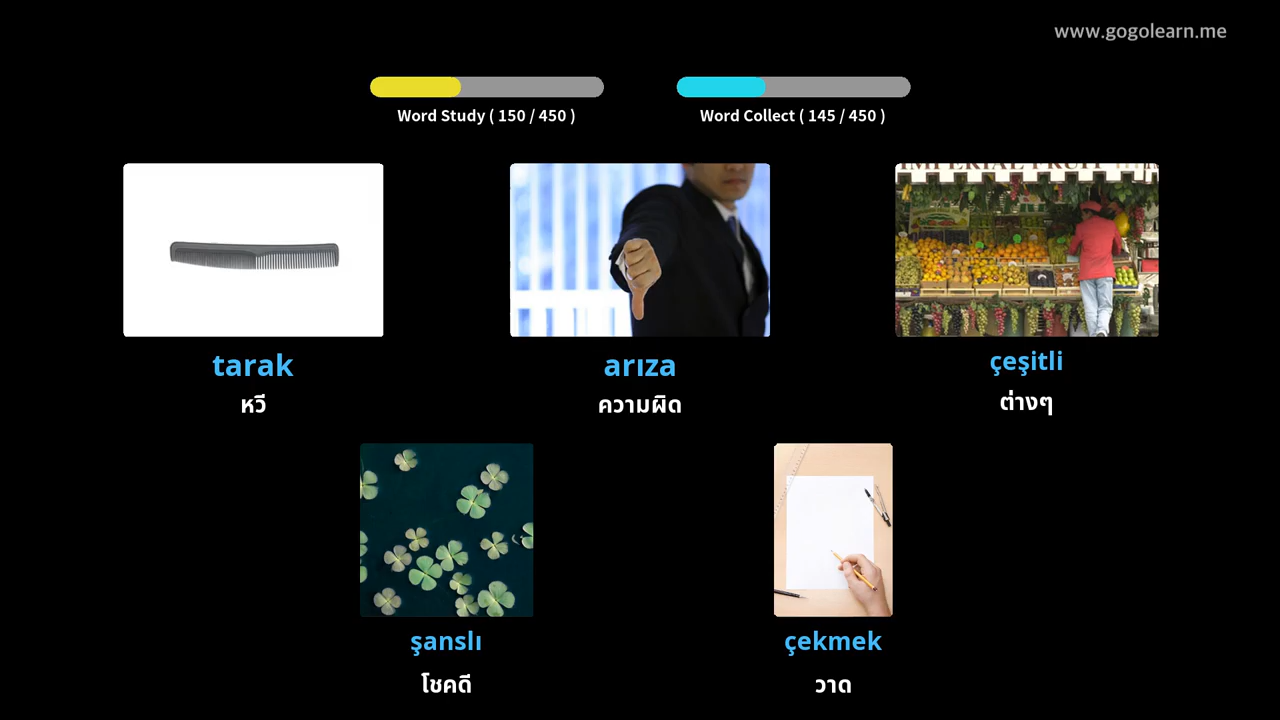 www.gogolearn.me
Word Study ( 150 / 450 )
Word Collect ( 145 / 450 )
tarak
หวี
arıza
ความผิด
çeşitli
ต่างๆ
şanslı
โชคดี
çekmek
วาด